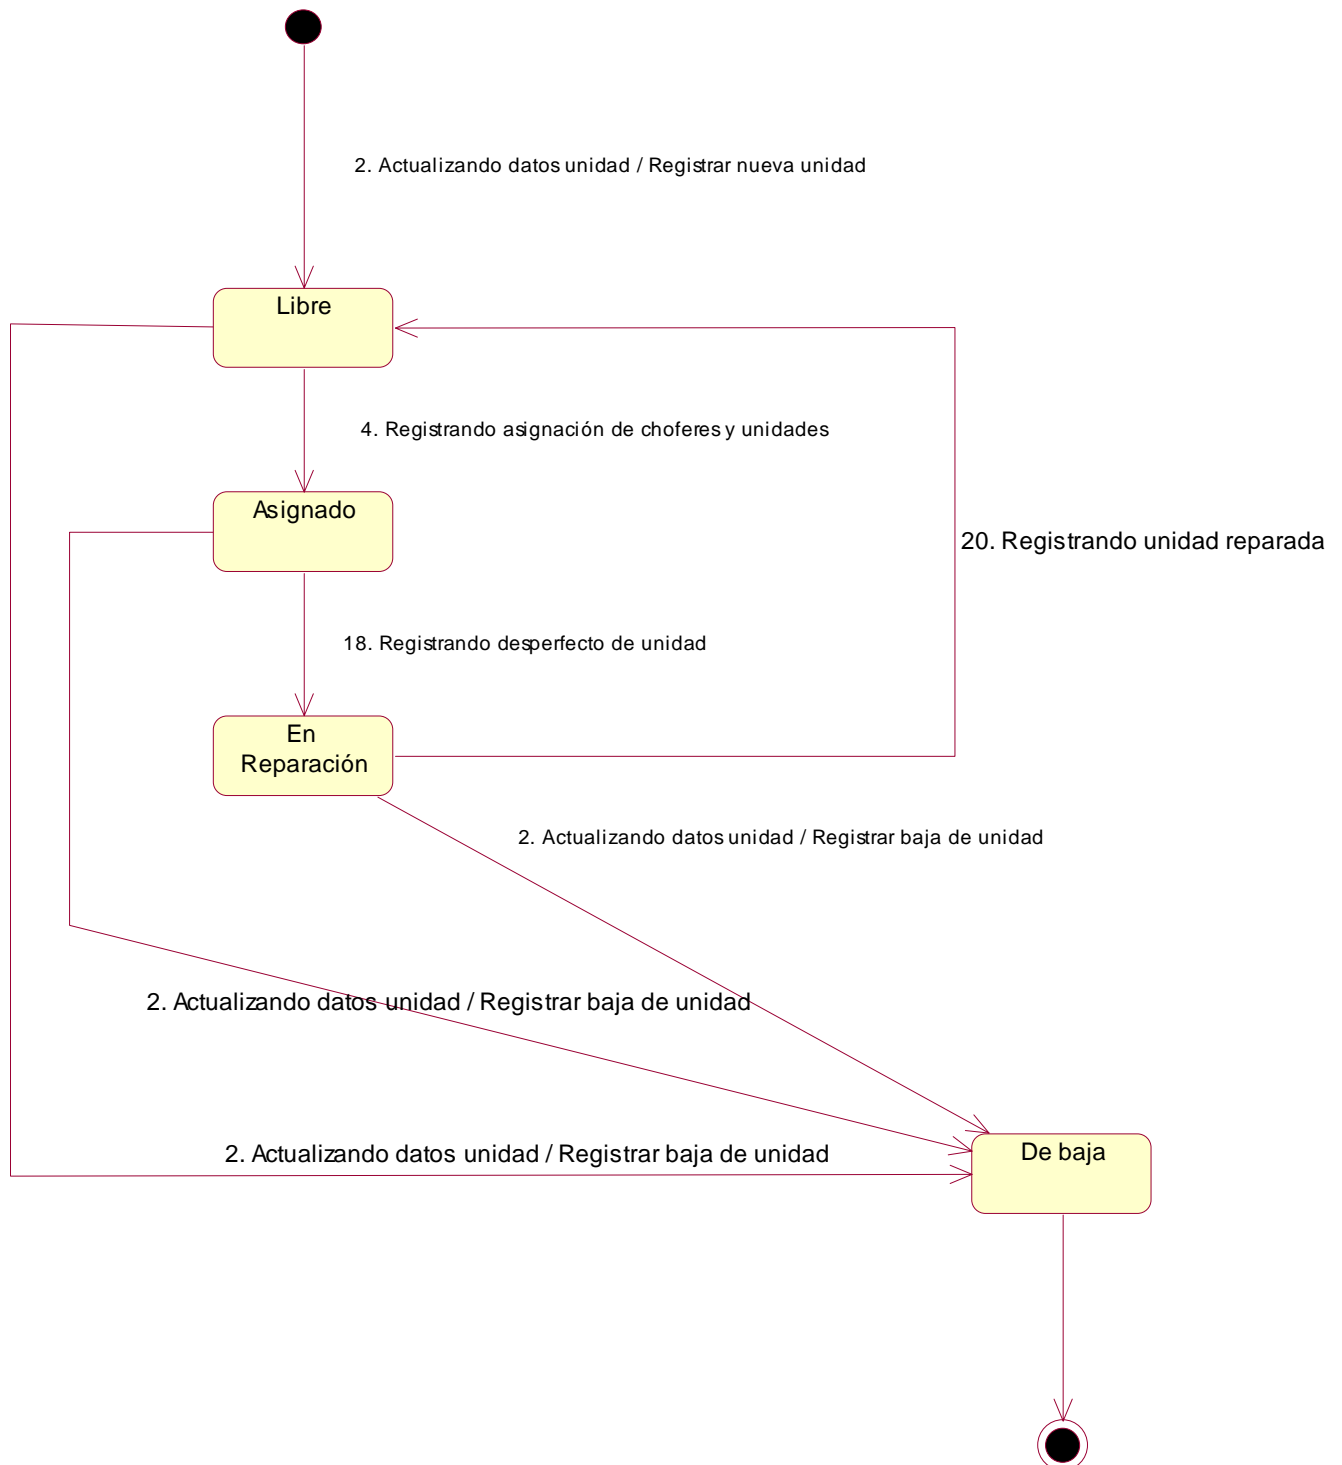 2. Actualizando datos unidad / Registrar nueva unidad
Libre
4. Registrando asignación de choferes y unidades
Asignado
20. Registrando unidad reparada
18. Registrando desperfecto de unidad
En
Reparación
2. Actualizando datos unidad / Registrar baja de unidad
2. Actualizando datos unidad / Registrar baja de unidad
2. Actualizando datos unidad / Registrar baja de unidad
De baja